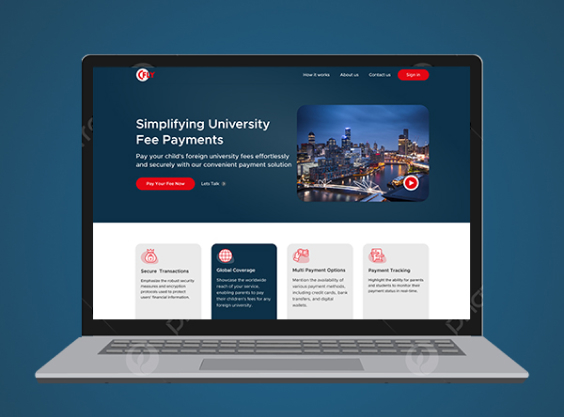 How it works
About us
Contact us
Sign in
Simplifying University
Fee Payments
Pay your child's foreign university fees effortlessly
and securely with our convenient payment solution
Pay Your Fee Now
Lets Talk
Secure Transactions
Emphasize the robust security
measures and encryption
protocols used to protect
users' financial information.
Global Coverage
Showcase the worldwide
reach of your service,
enabling parents to pay
their children's fees for any
foreign university.
Multi Payment Options
Mention the availability of
various payment methods,
including credit cards, bank
transfers, and digital
wallets.
Payment Tracking
Highlight the ability for parents
and students to monitor their
payment status in real-time.